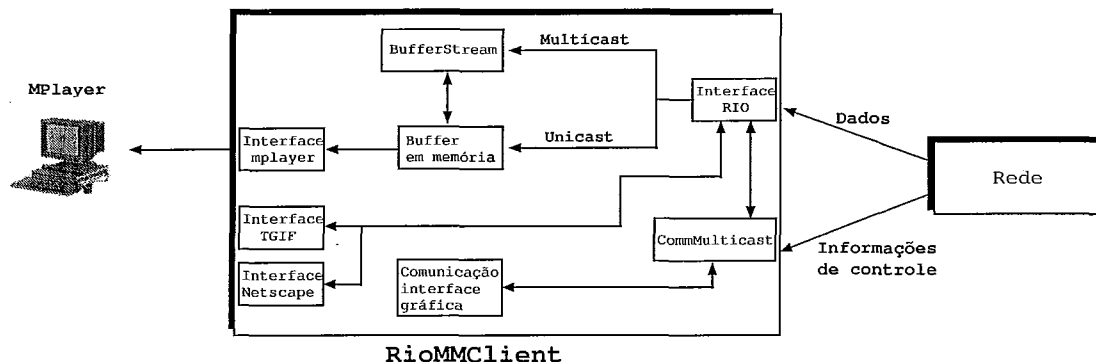 BufferStream
Multicast
MPlayer
Interface
RIO
Dados
Unicast
Interface
mplayer
Buffer
em memória
Rede
Interface
TGIF
CommMulticast
Informações
de controle
Interface
Netscape
Comunicação
interface
gráfica
RioMMClient